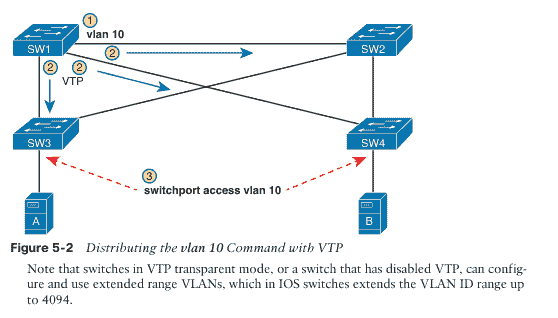 1
vlan 10
SW1
2
SW2
2
2
VTP
SW3
SW4
3
switchport access vlan 10
A
B
Figure 5-2 Distributing the vlan 10 Command with VTP
Note that switches in VTP transparent mode, or a switch that has disabled VTP, can config-
ure and use extended range VLANs, which in IOS switches extends the VLAN ID range up
to 4094.